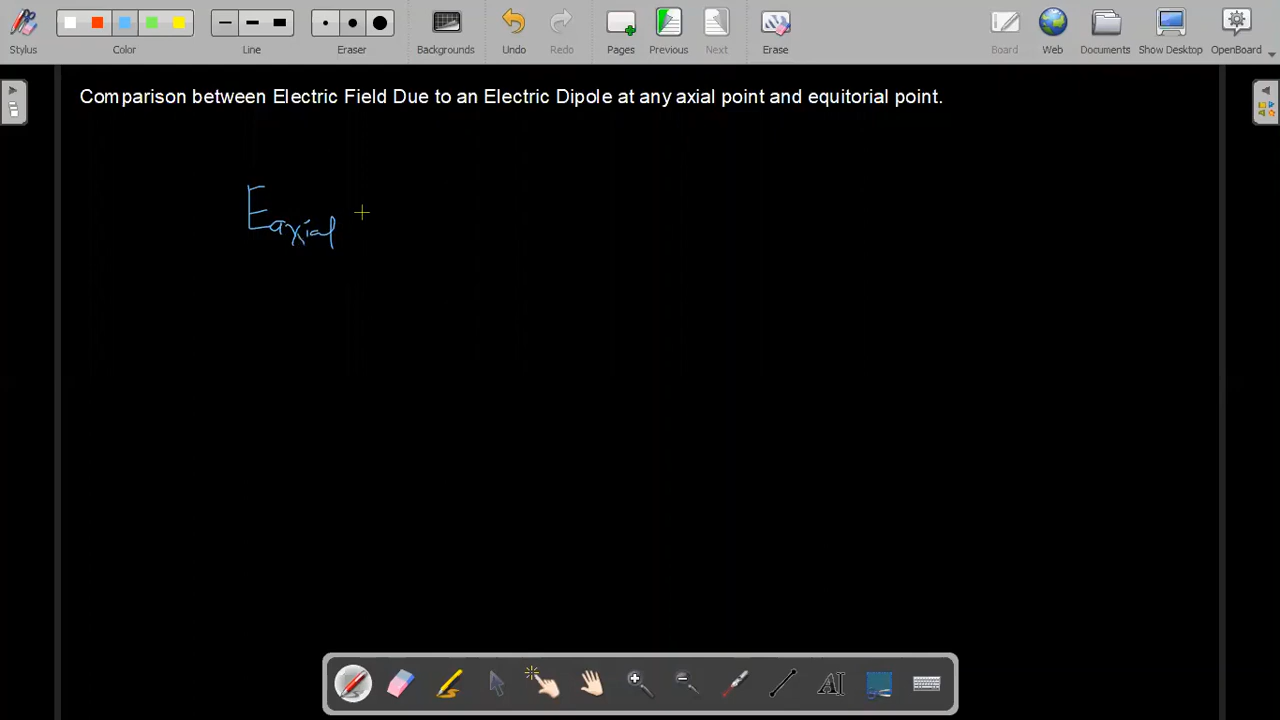 Stylus Color Line Eraser Backgrounds Undo Redo Pages Previous Next Erase Board Web Documents Show Desktop OpenBoard
Comparison between Electric Field Due to an Electric Dipole at any axial point and equitorial point.
Eaxial
AI